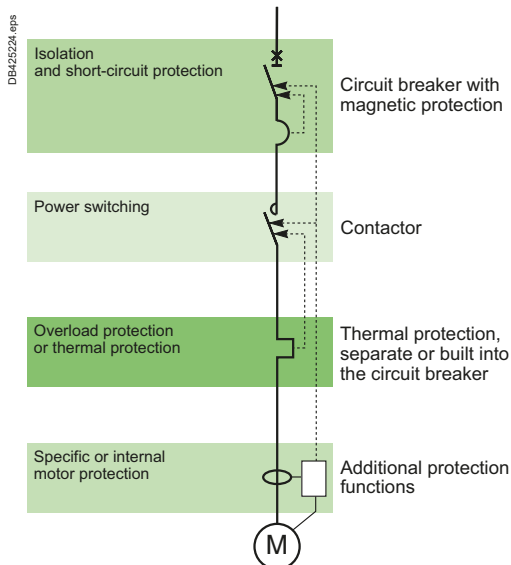 DB425224.eps
Isolation
and short-circuit protection
Circuit breaker with
magnetic protection
Power switching
Contactor
Overload protection
or thermal protection
Thermal protection,
separate or built into
the circuit breaker
Specific or internal
motor protection
Additional protection
functions
M